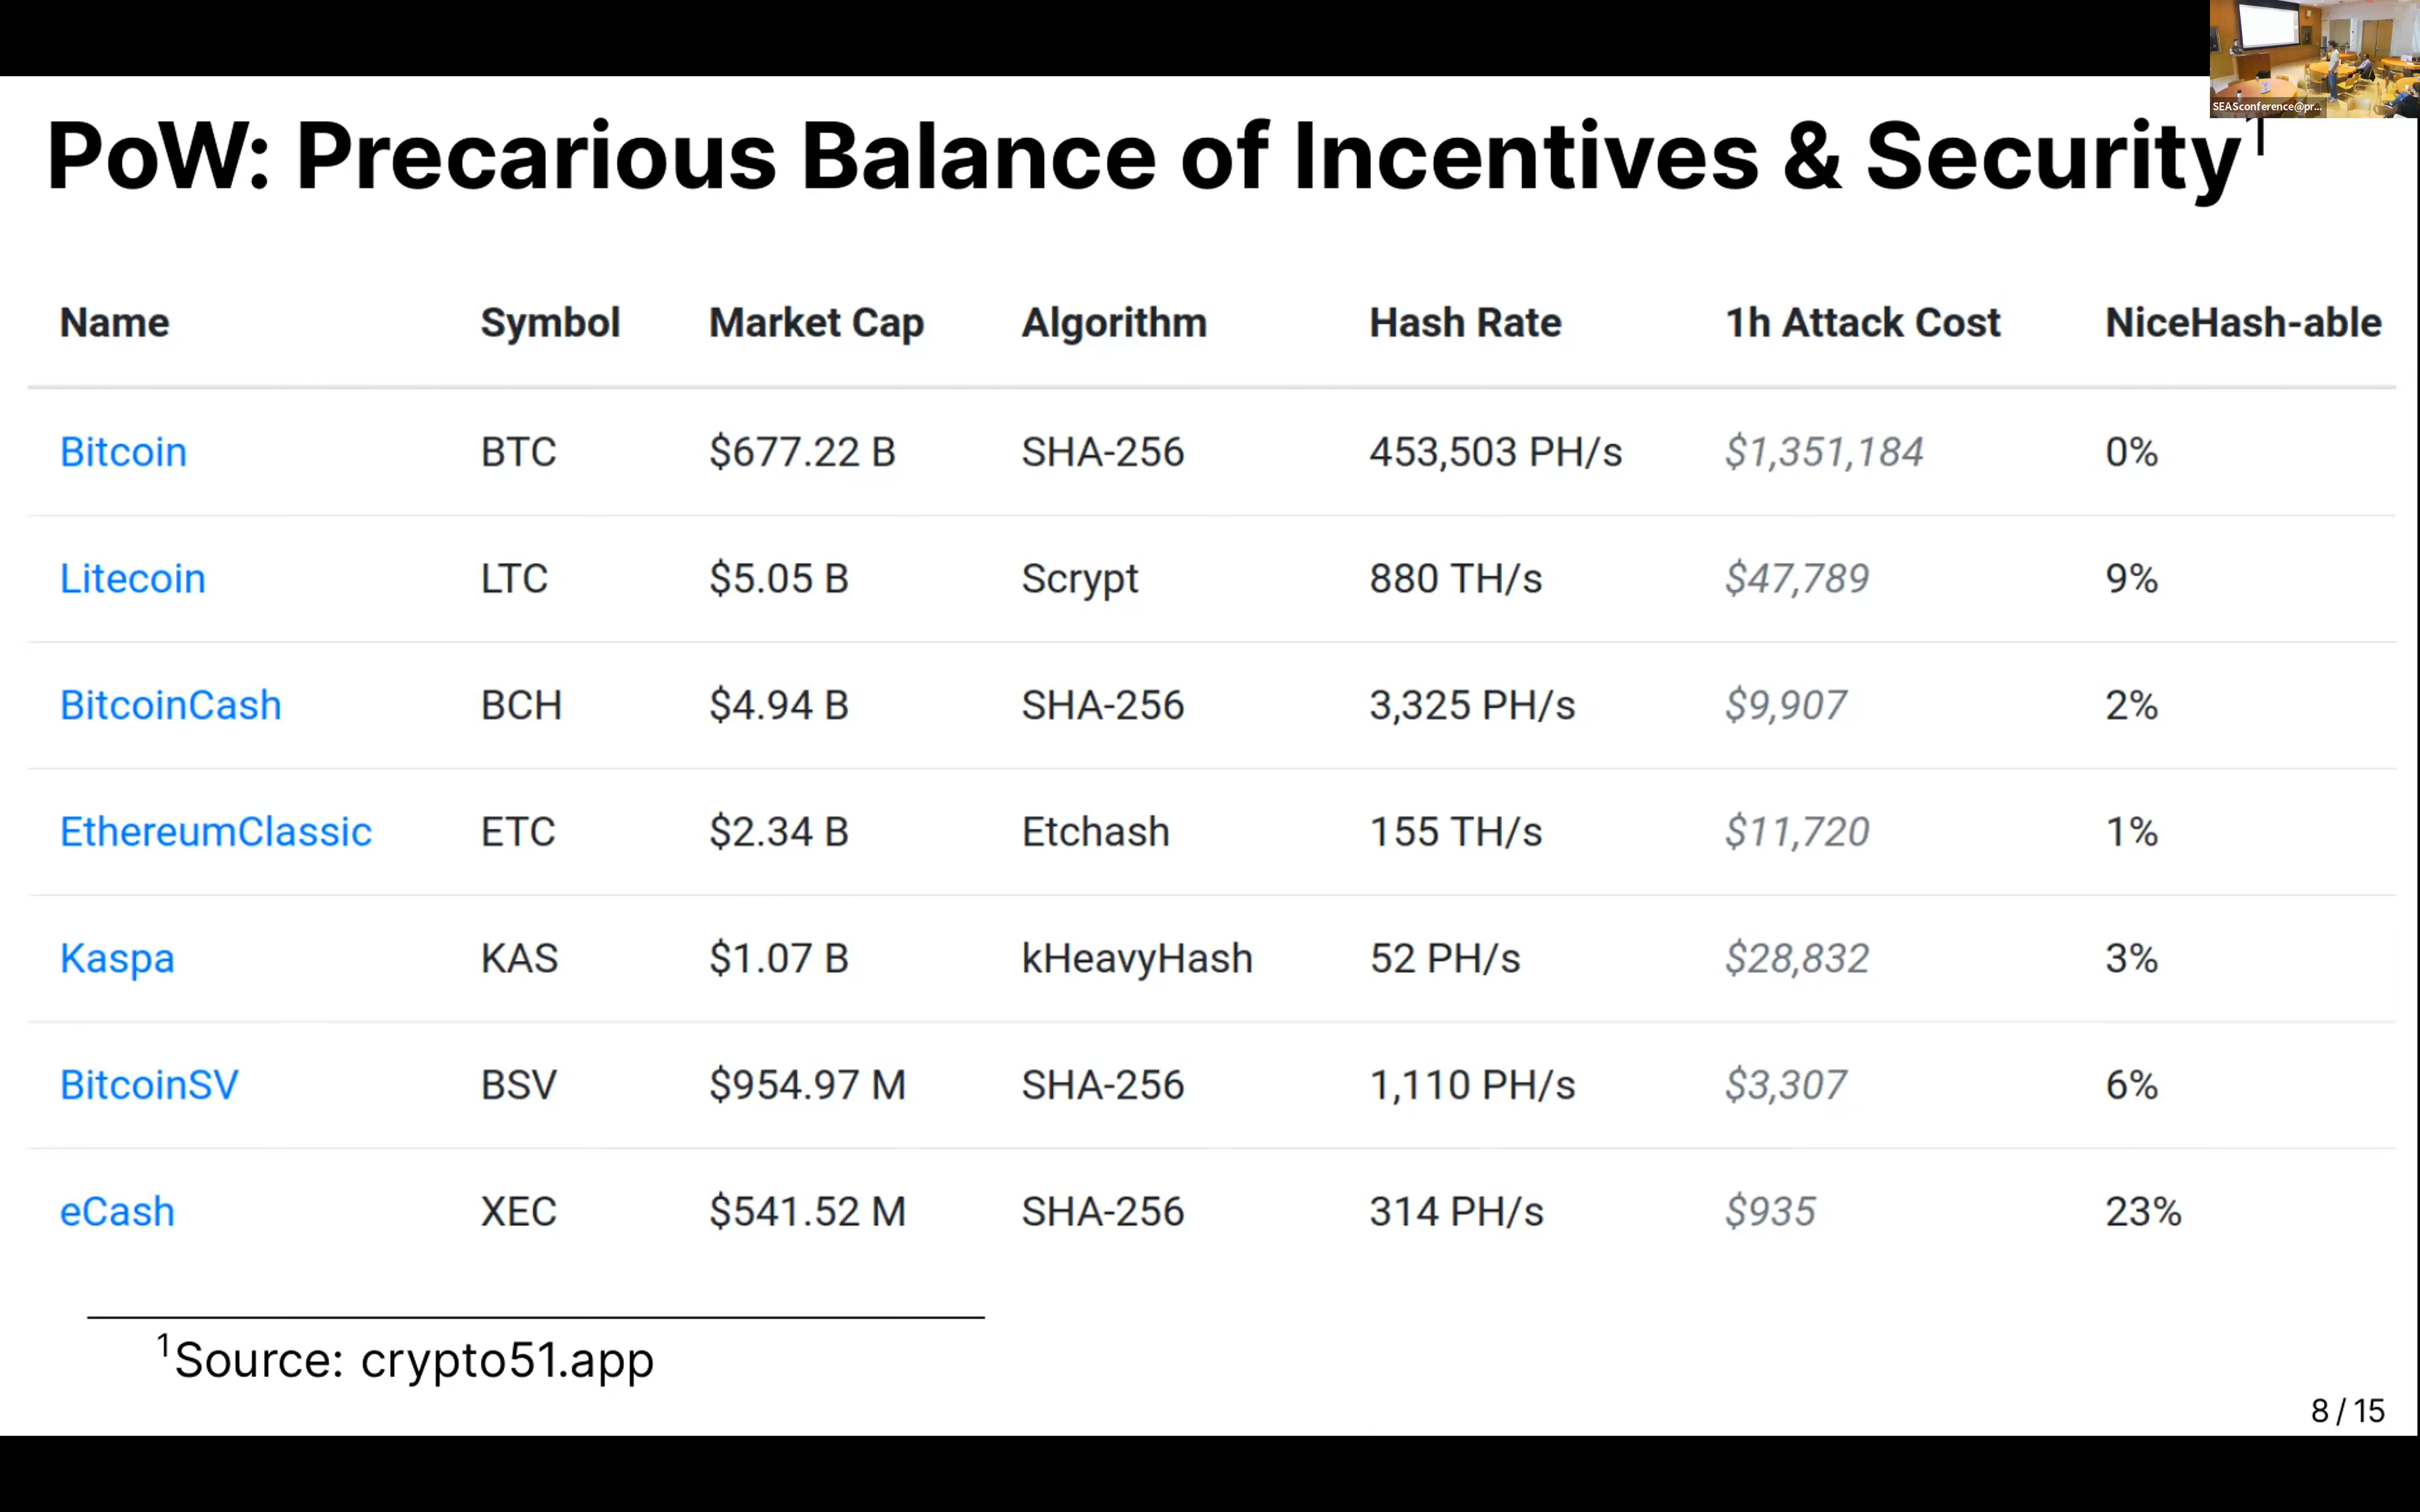 SEASconference@pr...
PoW: Precarious Balance of Incentives & Security1
Name Symbol Market Cap Algorithm Hash Rate 1h Attack Cost NiceHash-able
Bitcoin BTC $677.22 B SHA-256 453,503 PH/s $1,351,184 0%
Litecoin LTC $5.05 B Scrypt 880 TH/s $47,789 9%
BitcoinCash BCH $4.94 B SHA-256 3,325 PH/s $9,907 2%
EthereumClassic ETC $2.34 B Etchash 155 TH/s $11,720 1%
Kaspa KAS $1.07 B kHeavyHash 52 PH/s $28,832 3%
BitcoinSV BSV $954.97 M SHA-256 1,110 PH/s $3,307 6%
eCash XEC $541.52 M SHA-256 314 PH/s $935 23%
1Source: crypto51.app
8 / 15